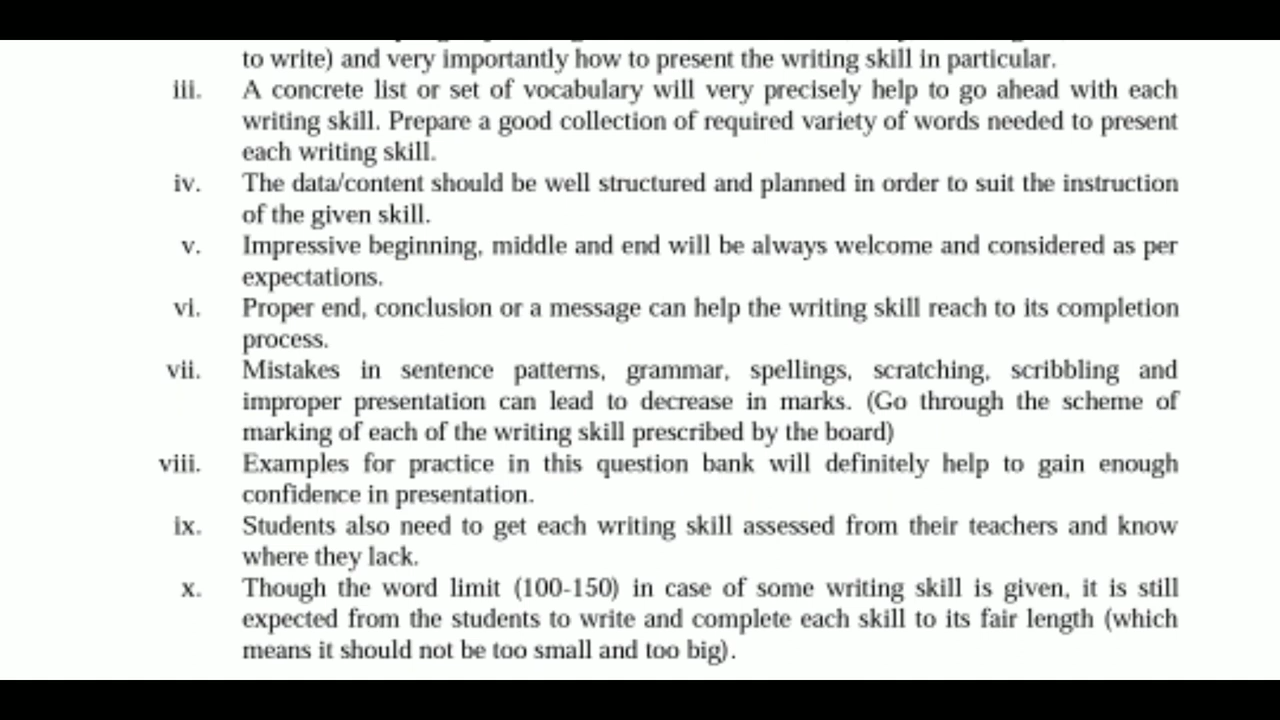 to write) and very importantly how to present the writing skill in particular.
iii. A concrete list or set of vocabulary will very precisely help to go ahead with each
writing skill. Prepare a good collection of required variety of words needed to present
each writing skill.
iv. The data/content should be well structured and planned in order to suit the instruction
of the given skill.
v. Impressive beginning, middle and end will be always welcome and considered as per
expectations.
vi. Proper end, conclusion or a message can help the writing skill reach to its completion
process.
vii. Mistakes in sentence patterns, grammar, spellings, scratching, scribbling and
improper presentation can lead to decrease in marks. (Go through the scheme of
marking of each of the writing skill prescribed by the board)
viii. Examples for practice in this question bank will definitely help to gain enough
confidence in presentation.
ix. Students also need to get each writing skill assessed from their teachers and know
where they lack.
x. Though the word limit (100-150) in case of some writing skill is given, it is still
expected from the students to write and complete each skill to its fair length (which
means it should not be too small and too big).